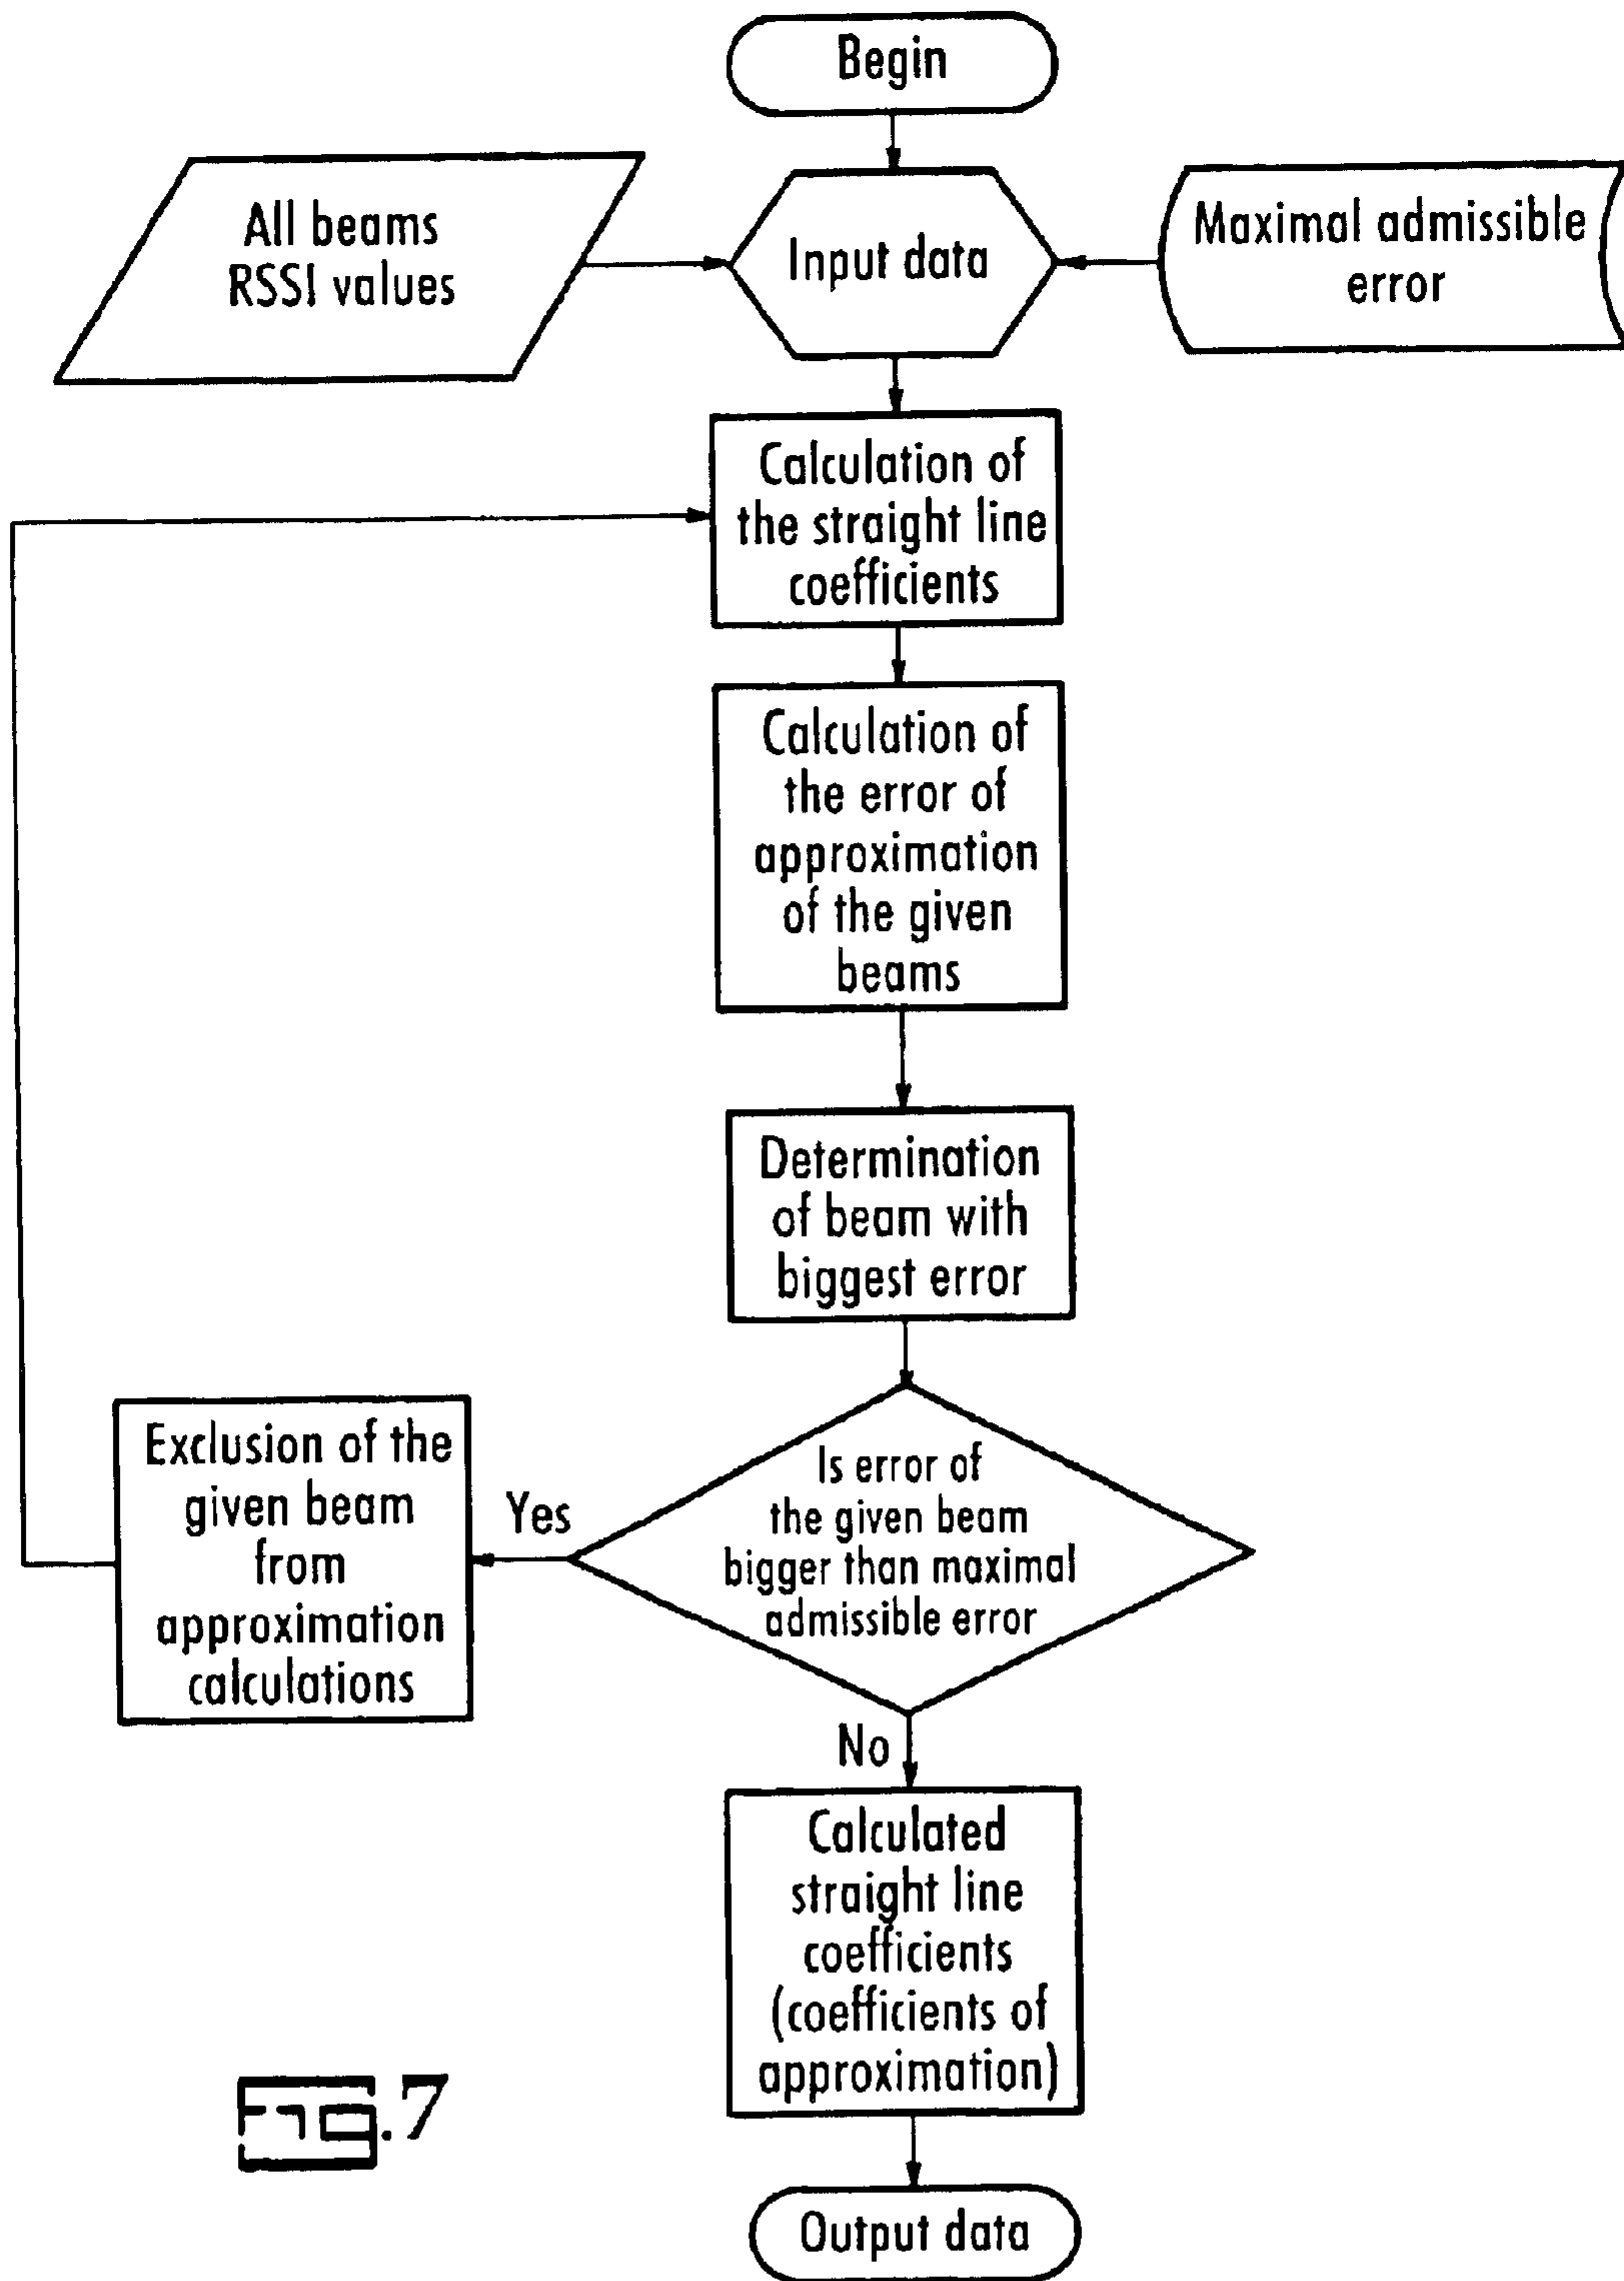 Begin
All beams
RSSI values
Input data
Maximal admissible
error
Calculation of
the straight line
coefficients
Calculation of
the error of
approximation
of the given
beams
Determination
of beam with
biggest error
Is error of
the given beam
bigger than maximal
admissible error
Yes
Exclusion of the
given beam
from
approximation
calculations
No
Calculated
straight line
coefficients
(coefficients of
approximation)
Output data
Fig.7